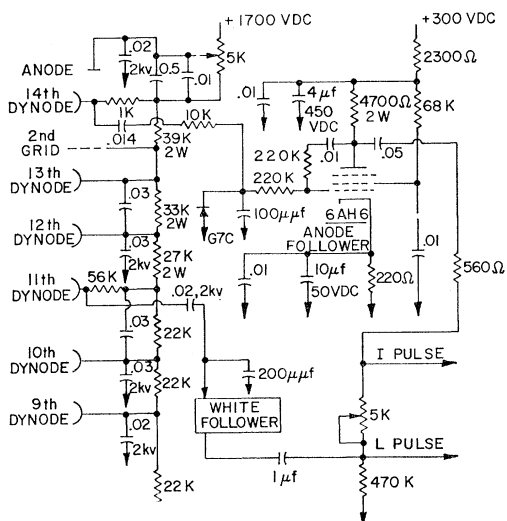 + 1700 VDC
+300 VDC
.02
2kv
0.5
.01
5K
2300Ω
ANODE
14th
DYNODE
1K
.014
10K
.01
4μf
450
VDC
4700Ω
2W
68K
2nd
GRID
39K
2W
220K
.01
.05
13th
DYNODE
220K
.03
33K
2W
100μμf
6AH6
12th
DYNODE
G7C
ANODE
FOLLOWER
.03
2kv
27K
2W
.01
.01
10μf
50VDC
220Ω
560Ω
11th
DYNODE
56K
.02,2kv
.03
22K
I PULSE
10th
DYNODE
.03
2kv
22K
200μμf
5K
9th
DYNODE
WHITE
FOLLOWER
.02
2kv
L PULSE
1μf
470K
22K